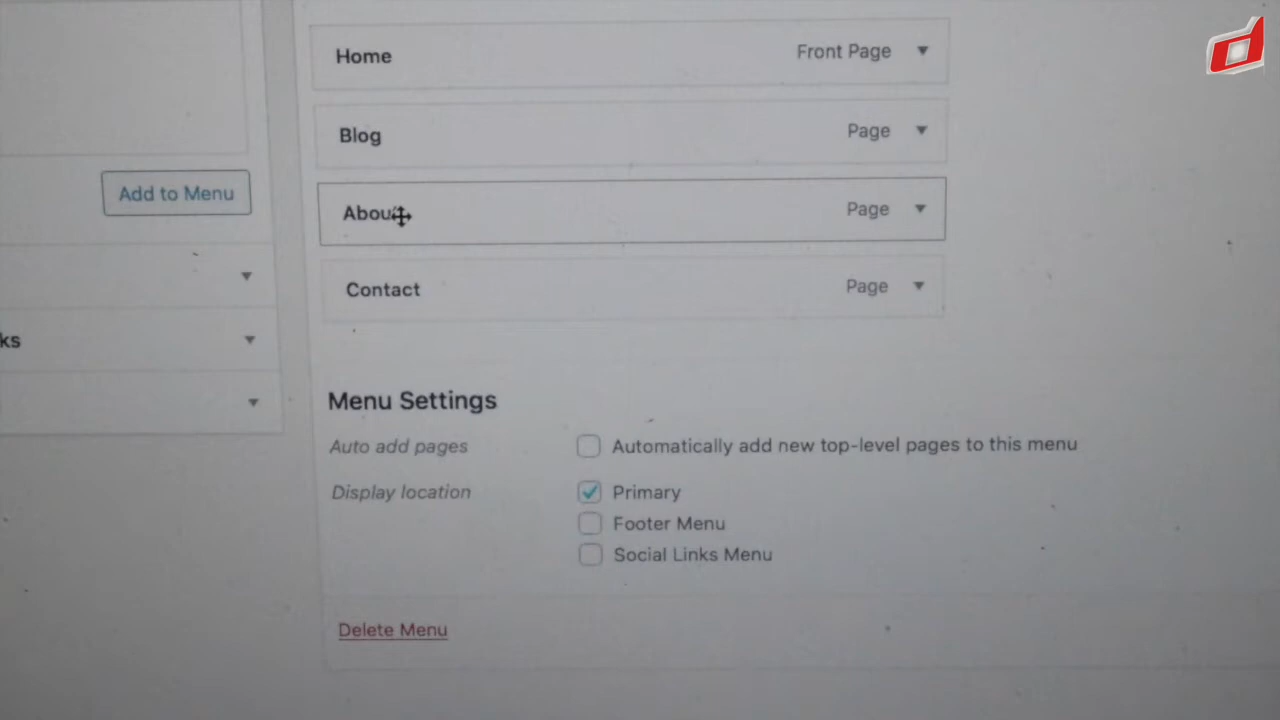 Home Front Page
Blog Page
Add to Menu
About Page
Contact Page
ks
Menu Settings
Auto add pages Automatically add new top-level pages to this menu
Display location Primary
Footer Menu
Social Links Menu
Delete Menu